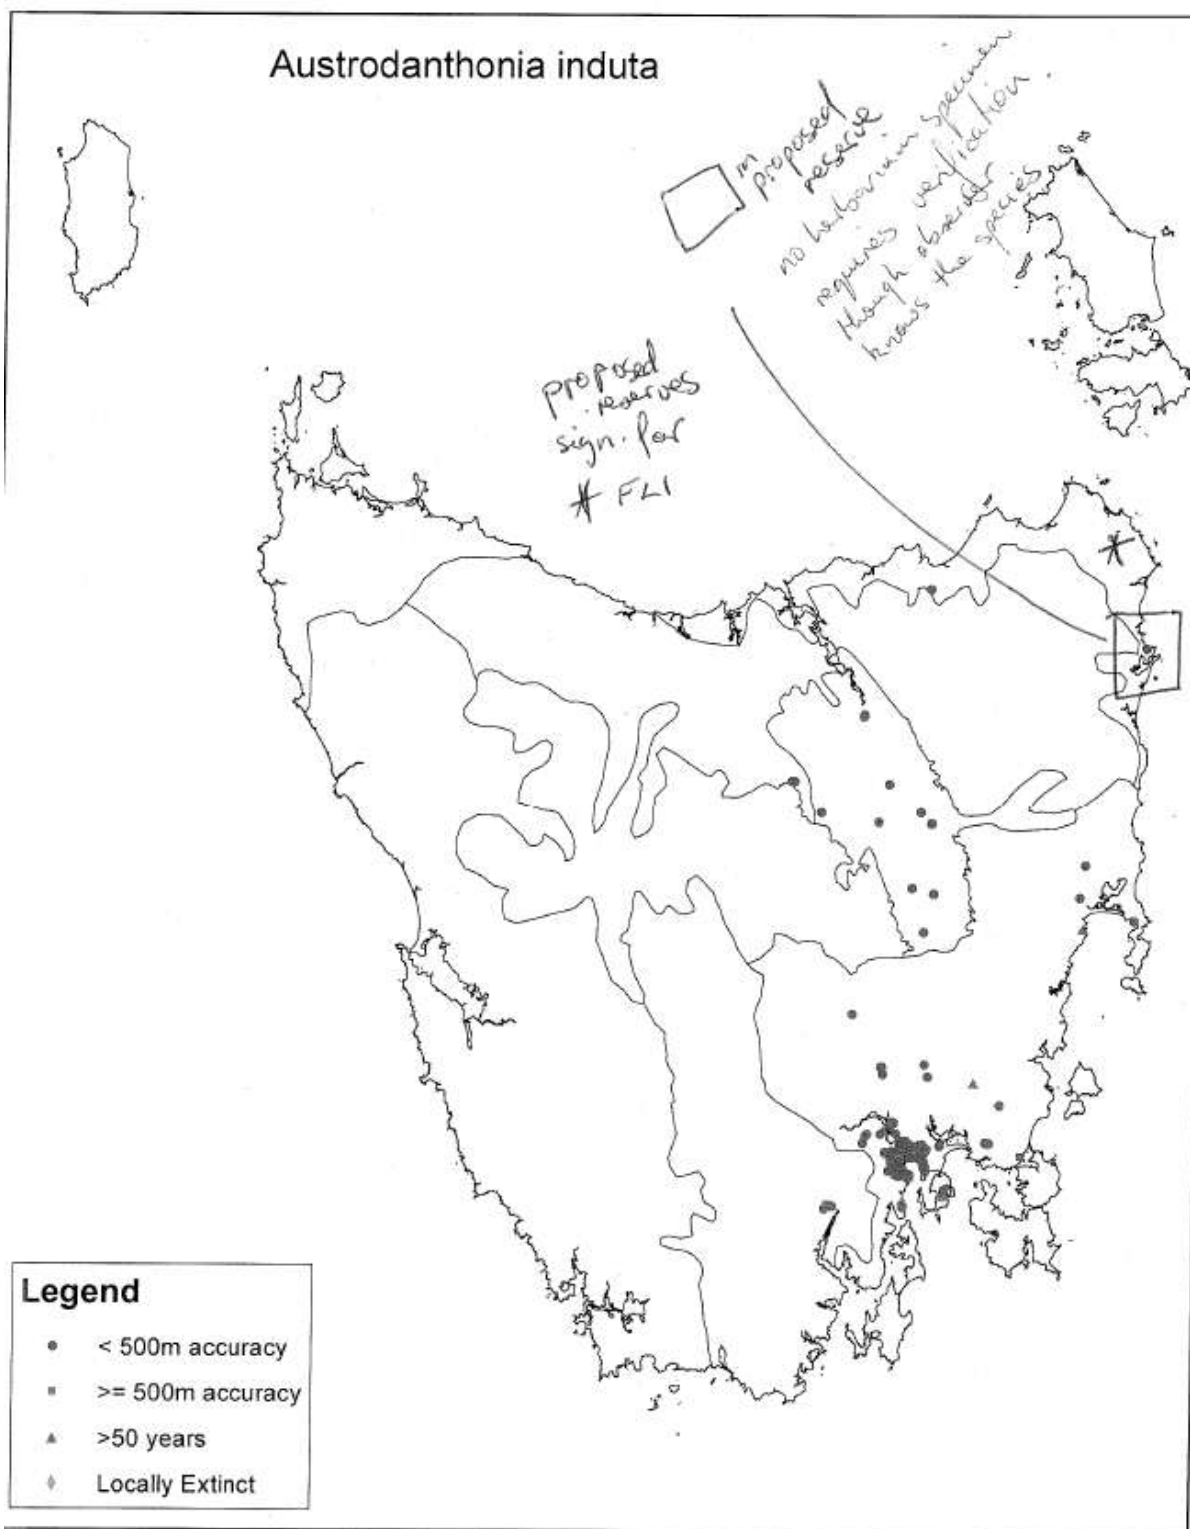 Austrodanthonia induta
in
proposed
reserve
no herbarium specimen
requires verification
though observer
knows the species
proposed
reserves
sign. for
* FLI
Legend
< 500m accuracy
>= 500m accuracy
>50 years
Locally Extinct